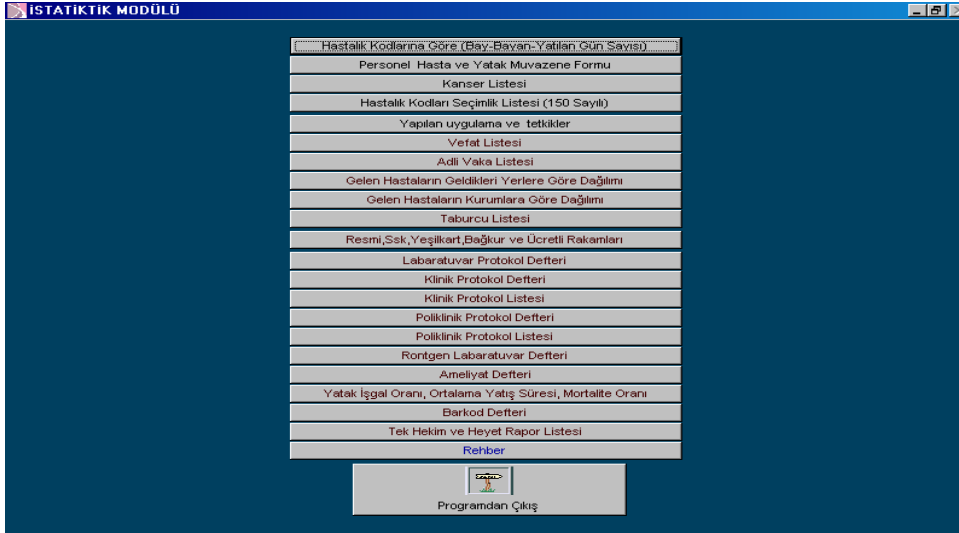 İSTATİKTİK MODÜLÜ
Hastalık Kodlarına Göre (Bay-Bayan-Yatılan Gün Sayısı)
Personel Hasta ve Yatak Muvazene Formu
Kanser Listesi
Hastalık Kodları Seçimlik Listesi (150 Sayılı)
Yapılan uygulama ve tetkikler
Vefat Listesi
Adli Vaka Listesi
Gelen Hastaların Geldikleri Yerlere Göre Dağılımı
Gelen Hastaların Kurumlara Göre Dağılımı
Taburcu Listesi
Resmi,Ssk,Yeşilkart,Bağkur ve Ücretli Rakamları
Labaratuvar Protokol Defteri
Klinik Protokol Defteri
Klinik Protokol Listesi
Poliklinik Protokol Defteri
Poliklinik Protokol Listesi
Rontgen Labaratuvar Defteri
Ameliyat Defteri
Yatak İşgal Oranı, Ortalama Yatış Süresi, Mortalite Oranı
Barkod Defteri
Tek Hekim ve Heyet Rapor Listesi
Rehber
Programdan Çıkış